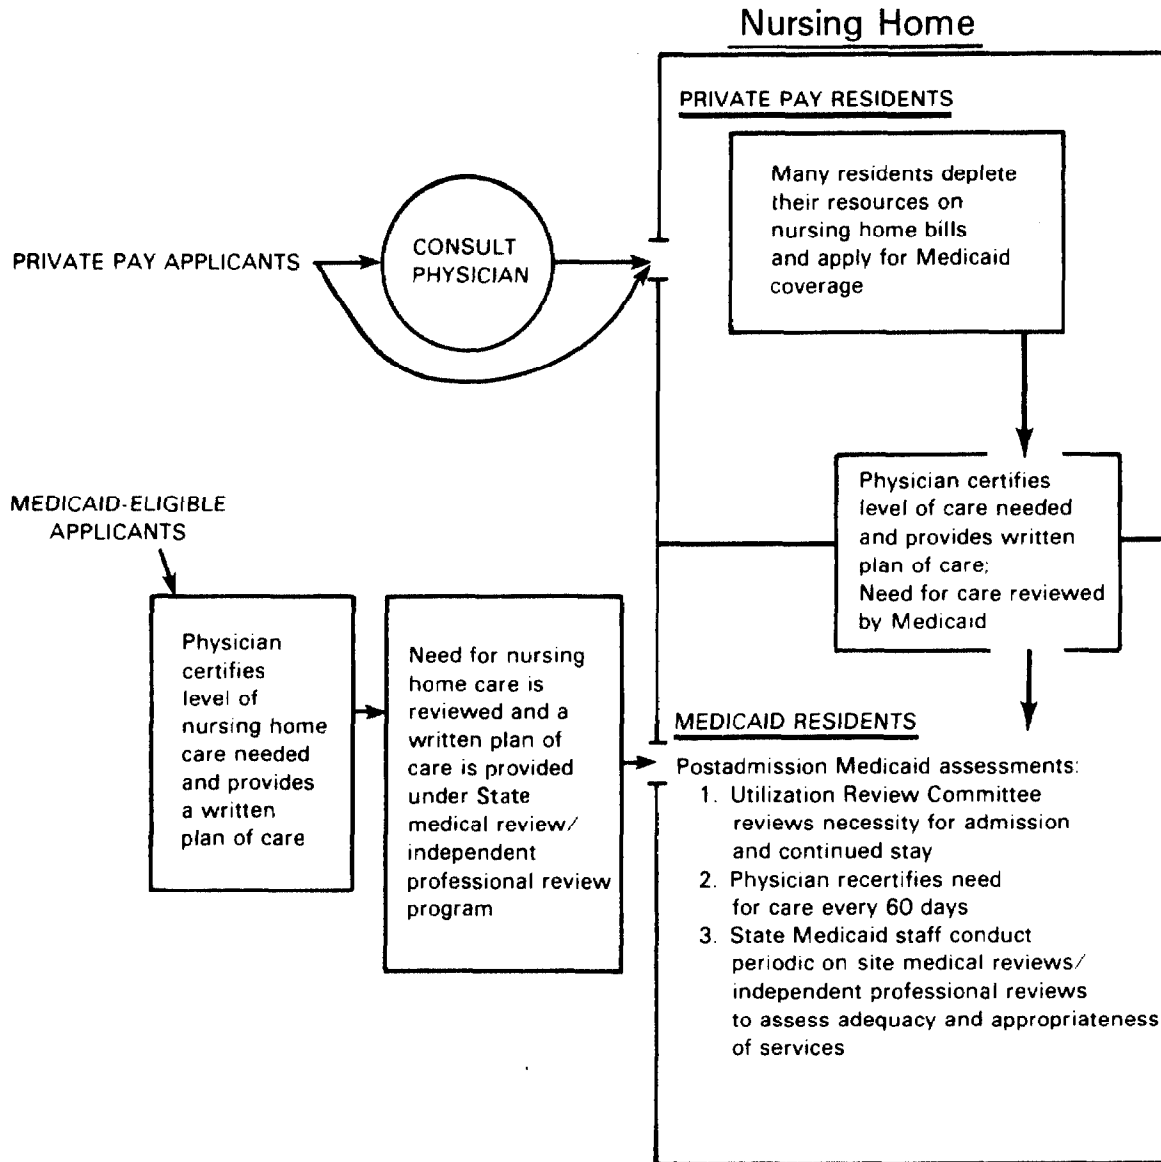 Nursing Home
PRIVATE PAY RESIDENTS
Many residents deplete
their resources on
nursing home bills
and apply for Medicaid
coverage
PRIVATE PAY APPLICANTS
CONSULT
PHYSICIAN
Physician certifies
level of care needed
and provides written
plan of care;
Need for care reviewed
by Medicaid
MEDICAID-ELIGIBLE
APPLICANTS
Physician
certifies
level of
nursing home
care needed
and provides
a written
plan of care
Need for nursing
home care is
reviewed and a
written plan of
care is provided
under State
medical review/
independent
professional review
program
MEDICAID RESIDENTS
Postadmission Medicaid assessments:
1. Utilization Review Committee
reviews necessity for admission
and continued stay
2. Physician recertifies need
for care every 60 days
3. State Medicaid staff conduct
periodic on site medical reviews/
independent professional reviews
to assess adequacy and appropriateness
of services